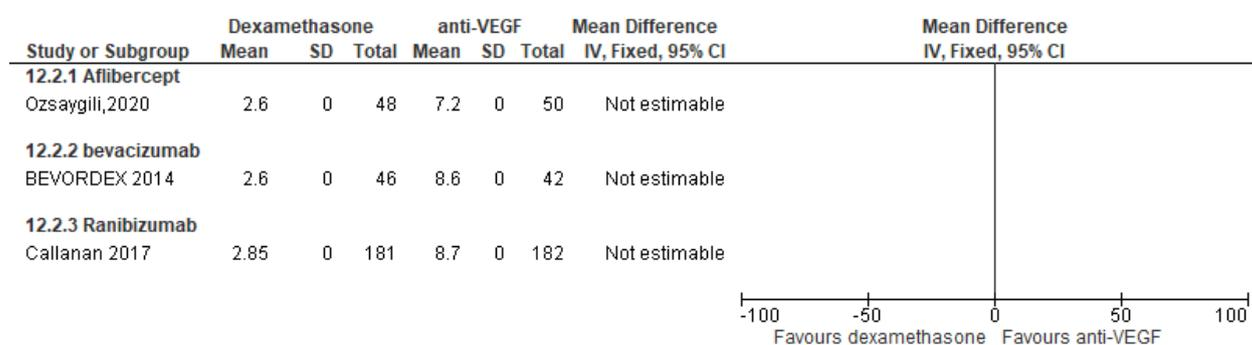 Dexamethasone anti-VEGF Mean Difference Mean Difference
Study or Subgroup Mean SD Total Mean SD Total IV, Fixed, 95% CI IV, Fixed, 95% CI
12.2.1 Aflibercept
Ozsaygili,2020 2.6 0 48 7.2 0 50 Not estimable
12.2.2 bevacizumab
BEVORDEX 2014 2.6 0 46 8.6 0 42 Not estimable
12.2.3 Ranibizumab
Callanan 2017 2.85 0 181 8.7 0 182 Not estimable
-100 -50 0 50 100
Favours dexamethasone Favours anti-VEGF